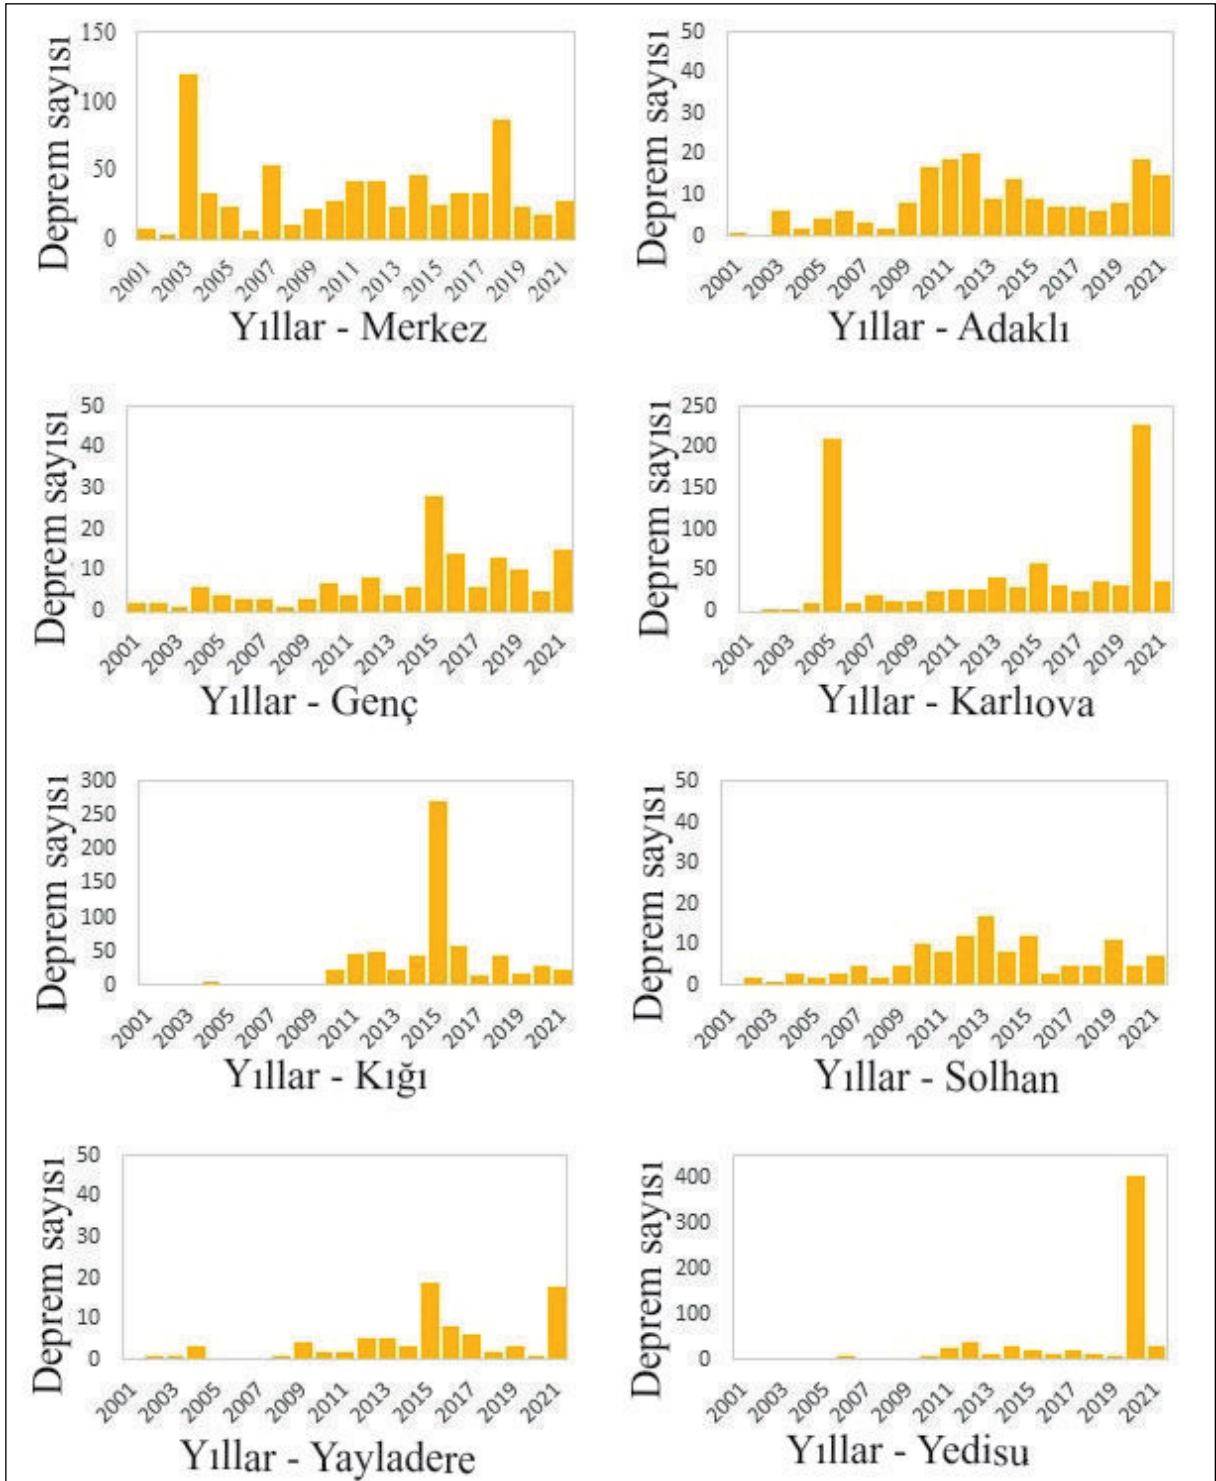 Deprem sayısı
150
100
50
0
2001 2003 2005 2007 2009 2011 2013 2015 2017 2019 2021
Yıllar - Merkez
Deprem sayısı
50
40
30
20
10
0
2001 2003 2005 2007 2009 2011 2013 2015 2017 2019 2021
Yıllar - Adaklı
Deprem sayısı
50
40
30
20
10
0
2001 2003 2005 2007 2009 2011 2013 2015 2017 2019 2021
Yıllar - Genç
Deprem sayısı
250
200
150
100
50
0
2001 2003 2005 2007 2009 2011 2013 2015 2017 2019 2021
Yıllar - Karlıova
Deprem sayısı
300
250
200
150
100
50
0
2001 2003 2005 2007 2009 2011 2013 2015 2017 2019 2021
Yıllar - Kığı
Deprem sayısı
50
40
30
20
10
0
2001 2003 2005 2007 2009 2011 2013 2015 2017 2019 2021
Yıllar - Solhan
Deprem sayısı
50
40
30
20
10
0
2001 2003 2005 2007 2009 2011 2013 2015 2017 2019 2021
Yıllar - Yayladere
Deprem sayısı
400
300
200
100
0
2001 2003 2005 2007 2009 2011 2013 2015 2017 2019 2021
Yıllar - Yedisu